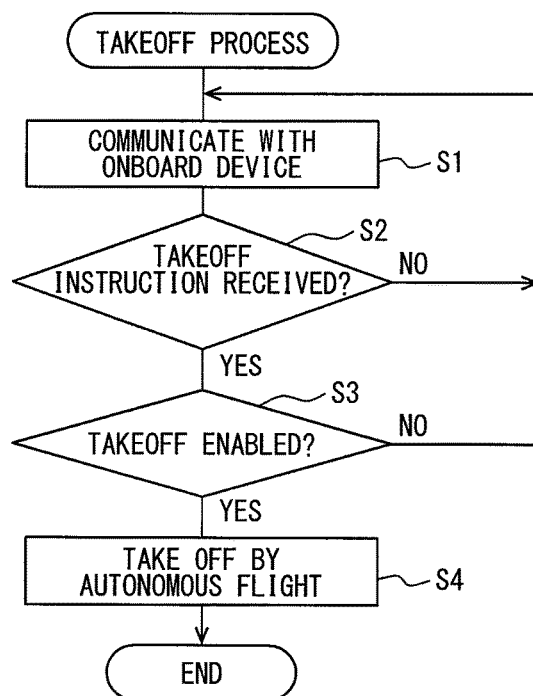 TAKEOFF PROCESS
COMMUNICATE WITH
ONBOARD DEVICE
S1
S2
TAKEOFF
INSTRUCTION RECEIVED?
NO
YES
S3
TAKEOFF ENABLED?
NO
YES
TAKE OFF BY
AUTONOMOUS FLIGHT
S4
END